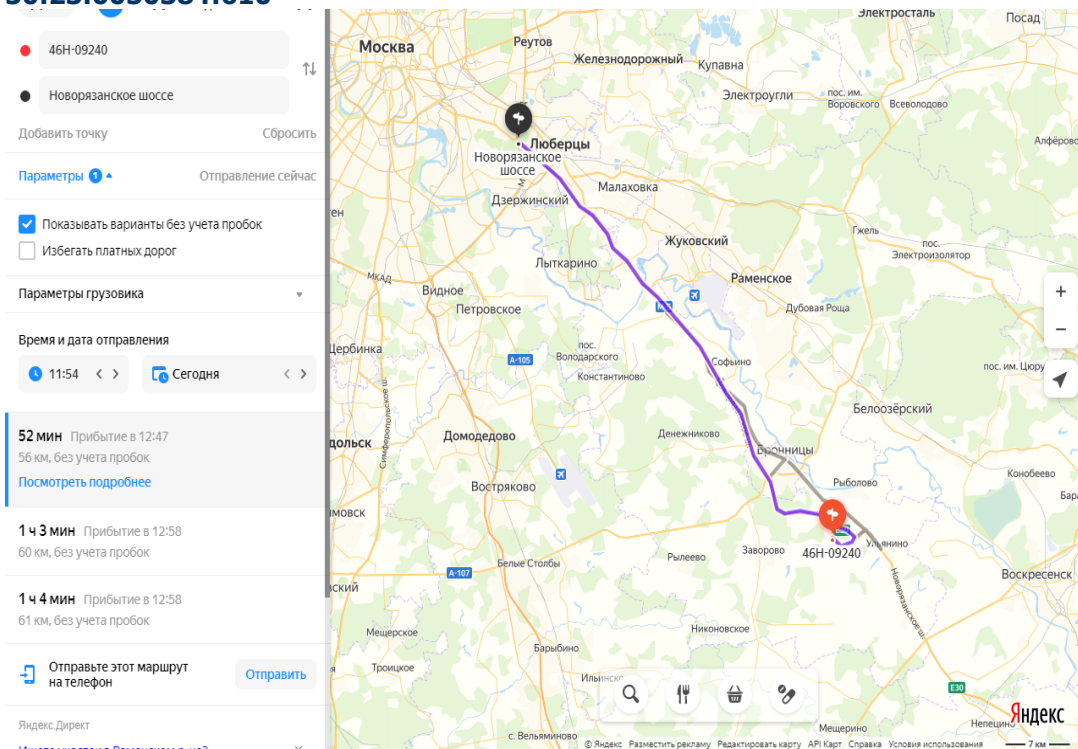 46Н-09240
Новорязанское шоссе
Добавить точку
Сбросить
Параметры 1
Отправление сейчас
Показывать варианты без учета пробок
Избегать платных дорог
Параметры грузовика
Время и дата отправления
11:54
Сегодня
52 мин Прибытие в 12:47
56 км, без учета пробок
Посмотреть подробнее
1 ч 3 мин Прибытие в 12:58
60 км, без учета пробок
1 ч 4 мин Прибытие в 12:58
61 км, без учета пробок
Отправьте этот маршрут
на телефон
Отправить
Яндекс.Директ
Электросталь
Посад
Москва
Реутов
Железнодорожный
Купавна
Электроугли
пос. им.
Воровского
Всеволодово
Алфёрово
Люберцы
Новорязанское
шоссе
Дзержинский
Малаховка
Гжель
Жуковский
пос.
Электроизолятор
Лыткарино
МКАД
Видное
Раменское
Петровское
Дубовая Роща
Щербинка
А-105
пос.
Володарского
Софьино
Константиново
пос. им. Цюру
Симферопольское ш.
Белоозёрский
Домодедово
Денежниково
Бронницы
Востряково
Рыболово
Конобеево
Ульянино
46Н-09240
Заворово
Рылеево
Белые Столбы
А-107
Воскресенск
Новорязанское ш.
Мещерское
Никоновское
Барыбино
Троицкое
Е30
Яндекс
Мещерино
Непецино
с. Вельяминово
© Яндекс Разместить рекламу Редактировать карту API Карт Справка Условия использования
7 км